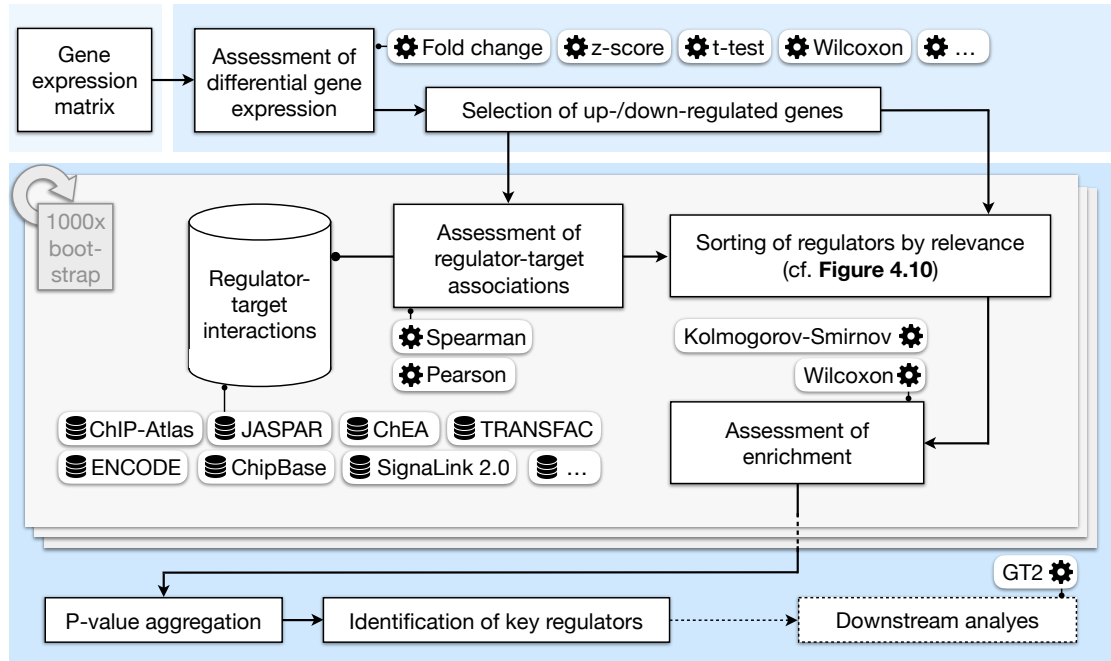 Gene
expression
matrix
Assessment of
differential gene
expression
Fold change
z-score
t-test
Wilcoxon
...
Selection of up-/down-regulated genes
1000x
boot-
strap
Regulator-
target
interactions
Assessment of
regulator-target
associations
Sorting of regulators by relevance
(cf. Figure 4.10)
Spearman
Pearson
Kolmogorov-Smirnov
Wilcoxon
ChIP-Atlas
JASPAR
ChEA
TRANSFAC
ENCODE
ChipBase
SignaLink 2.0
...
Assessment of
enrichment
GT2
P-value aggregation
Identification of key regulators
Downstream analyes